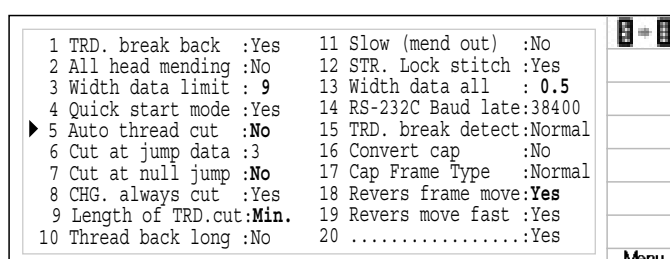 1 TRD. break back :Yes
2 All head mending :No
3 Width data limit : 9
4 Quick start mode :Yes
5 Auto thread cut :No
6 Cut at jump data :3
7 Cut at null jump :No
8 CHG. always cut :Yes
9 Length of TRD.cut:Min.
10 Thread back long :No
11 Slow (mend out) :No
12 STR. Lock stitch :Yes
13 Width data all : 0.5
14 RS-232C Baud late:38400
15 TRD. break detect:Normal
16 Convert cap :No
17 Cap Frame Type :Normal
18 Revers frame move:Yes
19 Revers move fast :Yes
20 .................:Yes
Menu